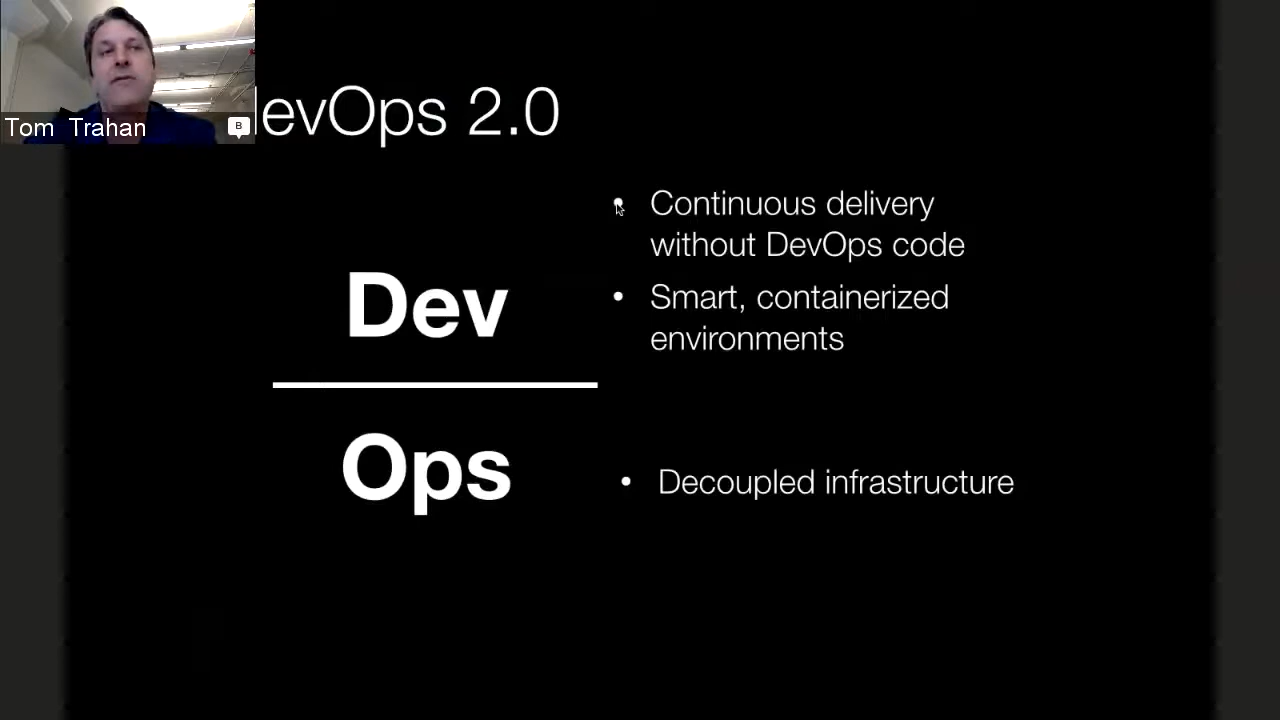 Tom Trahan
B
evOps 2.0
• Continuous delivery
without DevOps code
• Smart, containerized
environments
Dev
Ops
• Decoupled infrastructure